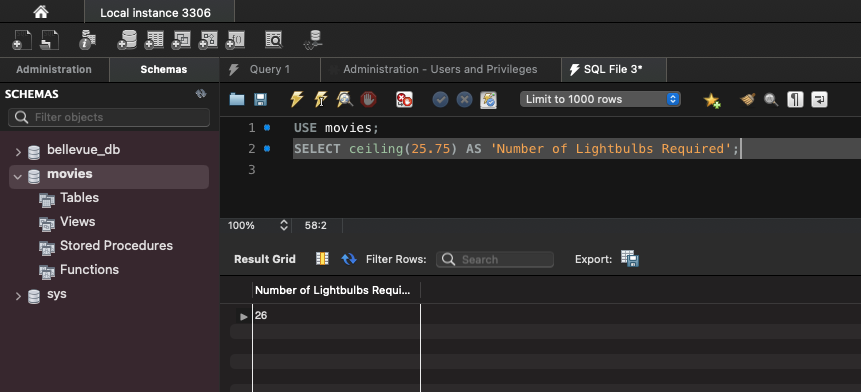 Local instance 3306
Administration Schemas Query 1 Administration - Users and Privileges SQL File 3*
SCHEMAS
Limit to 1000 rows
Filter objects
1 USE movies;
2 SELECT ceiling(25.75) AS 'Number of Lightbulbs Required';
3
bellevue_db
movies
Tables
Views
Stored Procedures
Functions
sys
100% 58:2
Result Grid Filter Rows: Search Export:
Number of Lightbulbs Requi...
26